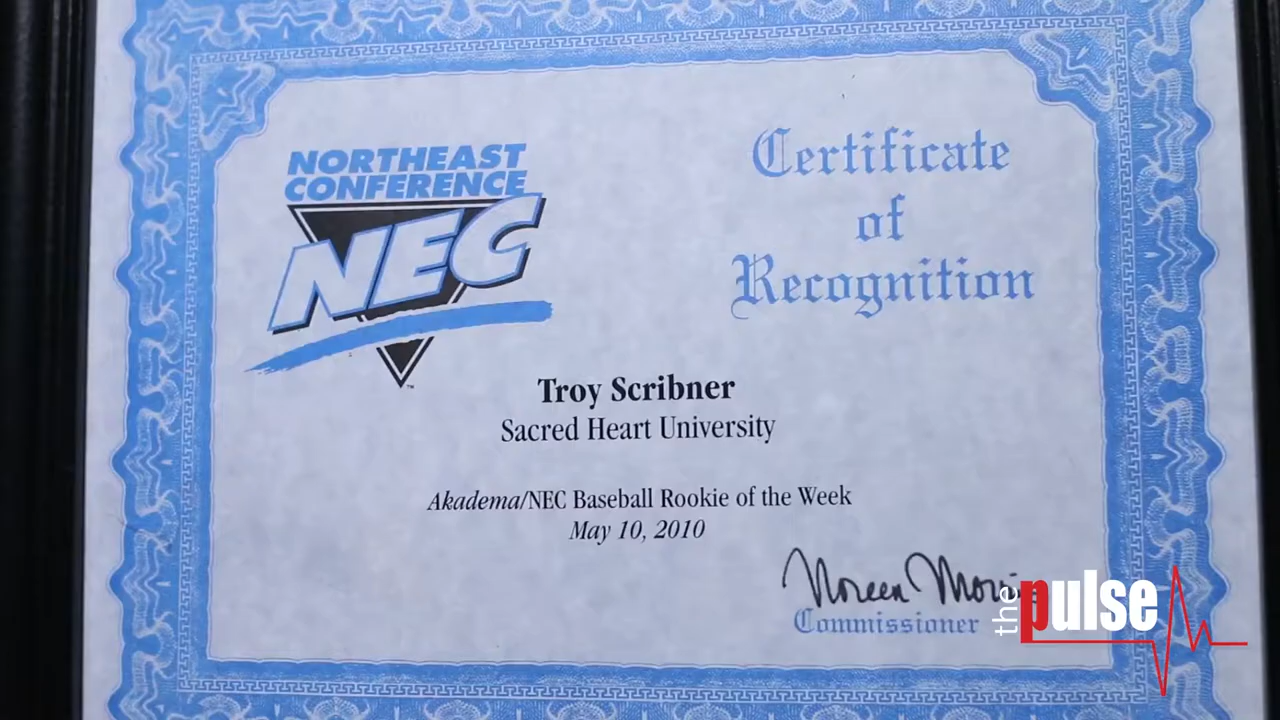 NORTHEAST
CONFERENCE
NEC
Certificate
of
Recognition
Troy Scribner
Sacred Heart University
Akadema/NEC Baseball Rookie of the Week
May 10, 2010
Noreen
Commissioner
the pulse